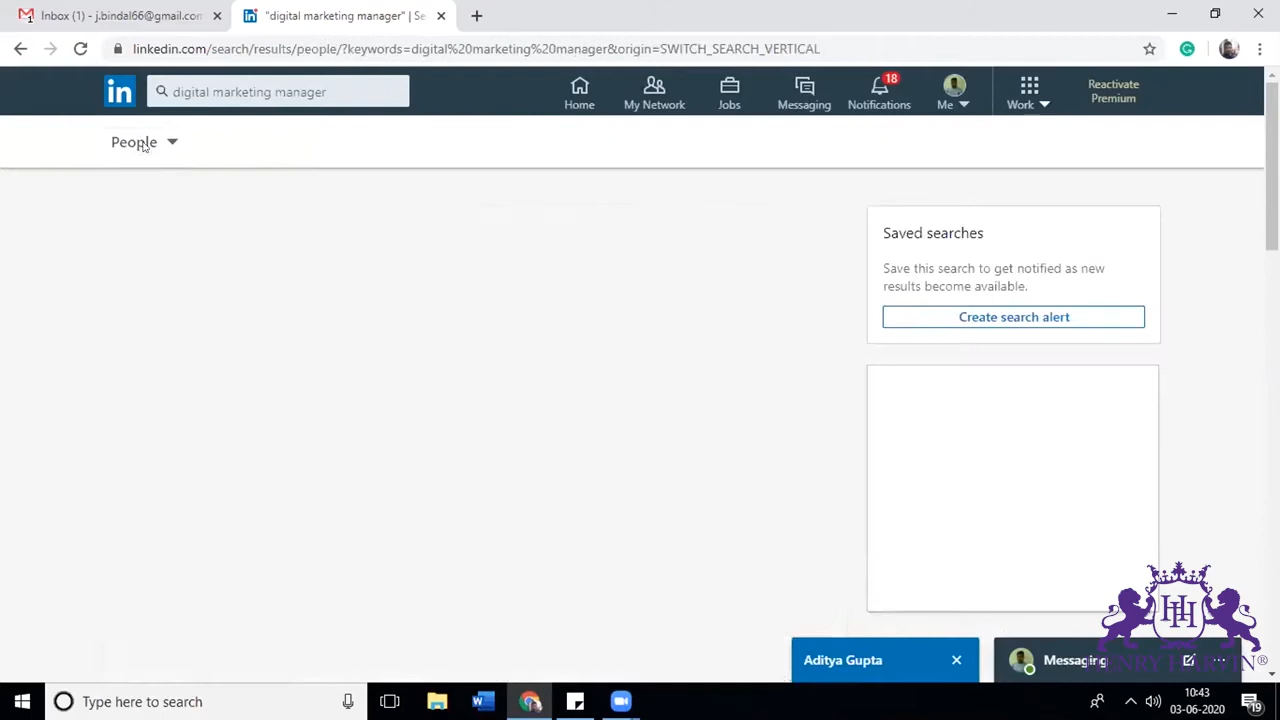 Inbox (1) - j.bindal66@gmail.com
"digital marketing manager" | Se
linkedin.com/search/results/people/?keywords=digital%20marketing%20manager&origin=SWITCH_SEARCH_VERTICAL
in
digital marketing manager
Home
My Network
Jobs
Messaging
18
Notifications
Me
Work
Reactivate
Premium
People
Saved searches
Save this search to get notified as new
results become available.
Create search alert
Aditya Gupta
Messaging
HENRY HARVIN®
Type here to search
10:43
03-06-2020
19